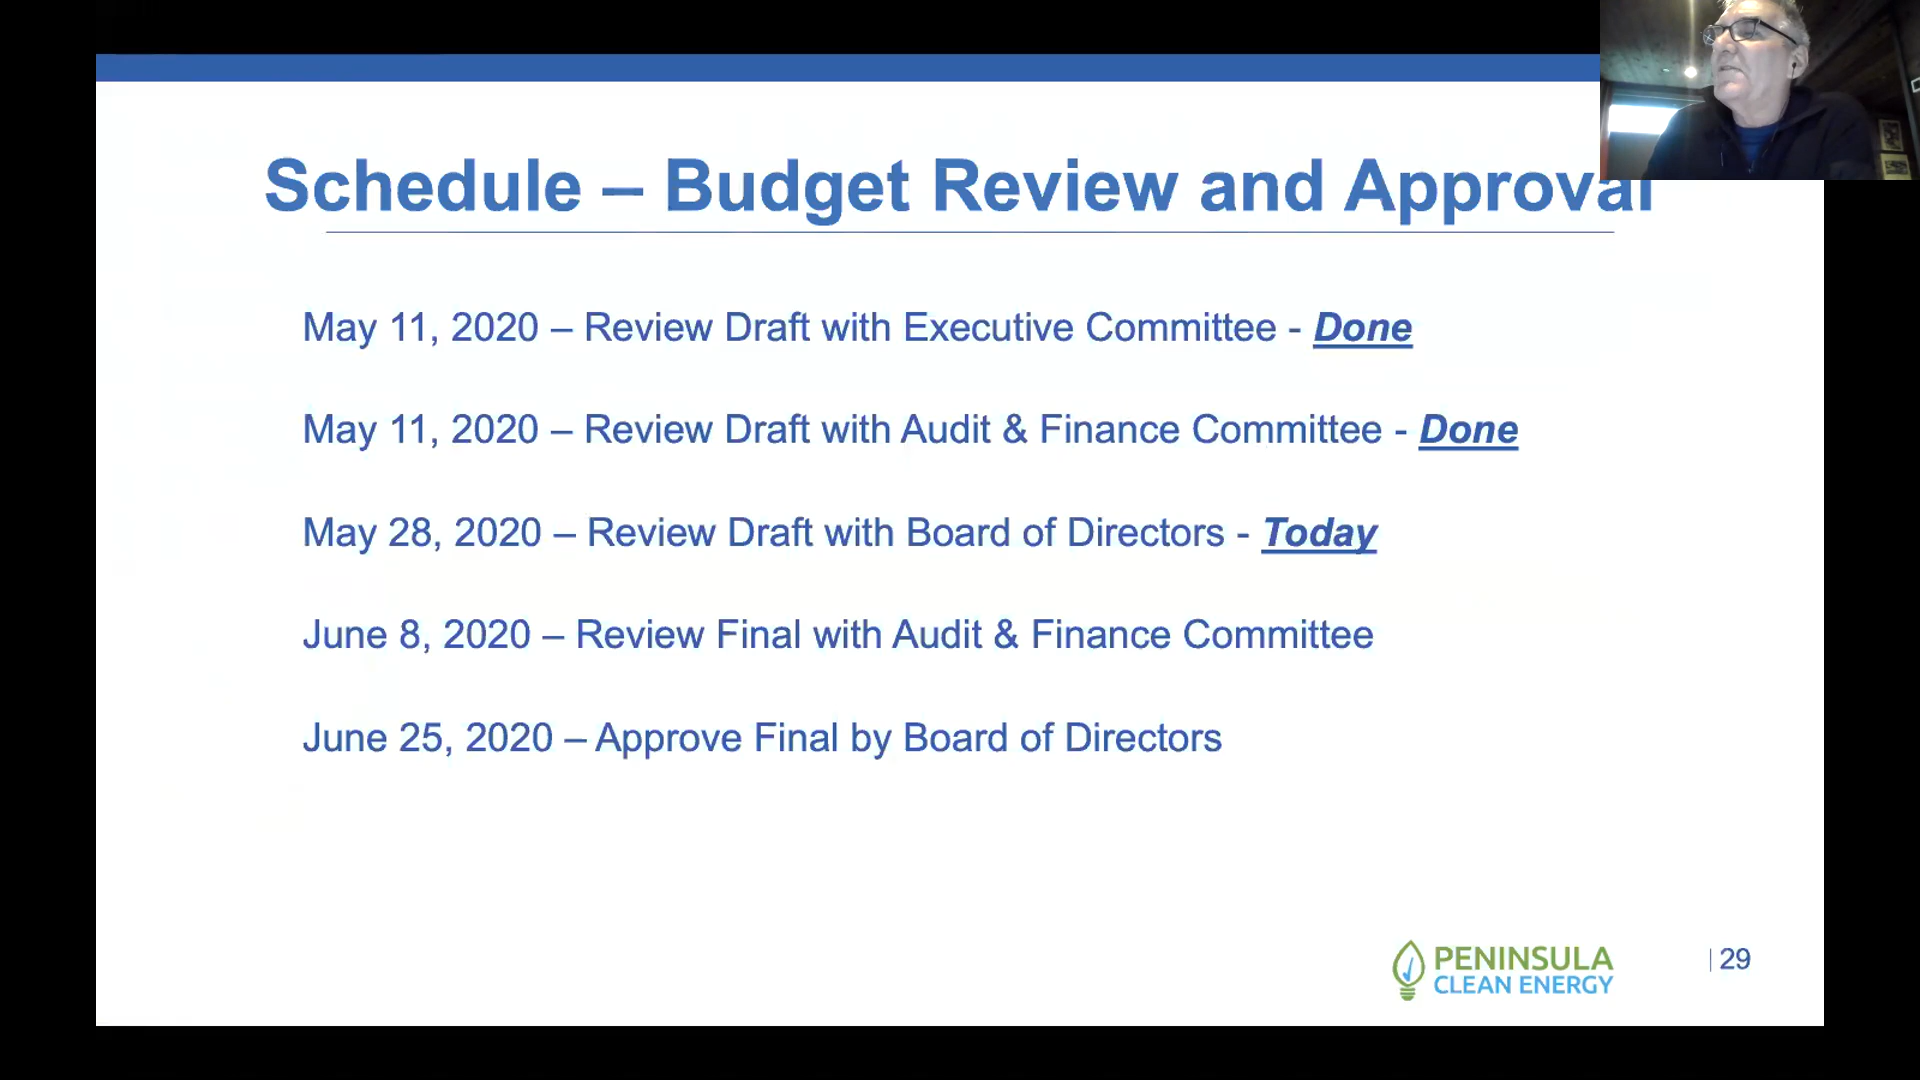 Schedule – Budget Review and Approval
May 11, 2020 – Review Draft with Executive Committee - Done
May 11, 2020 – Review Draft with Audit & Finance Committee - Done
May 28, 2020 – Review Draft with Board of Directors - Today
June 8, 2020 – Review Final with Audit & Finance Committee
June 25, 2020 – Approve Final by Board of Directors
PENINSULA
CLEAN ENERGY
| 29